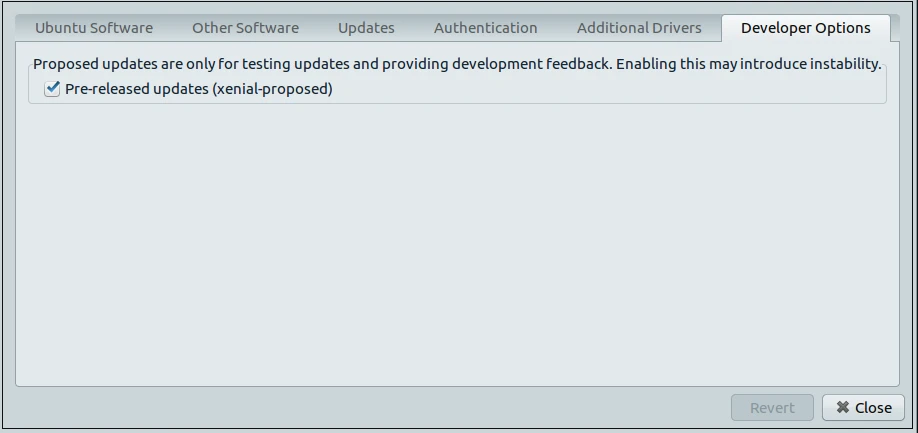 Ubuntu Software Other Software Updates Authentication Additional Drivers Developer Options
Proposed updates are only for testing updates and providing development feedback. Enabling this may introduce instability.
Pre-released updates (xenial-proposed)
Revert Close